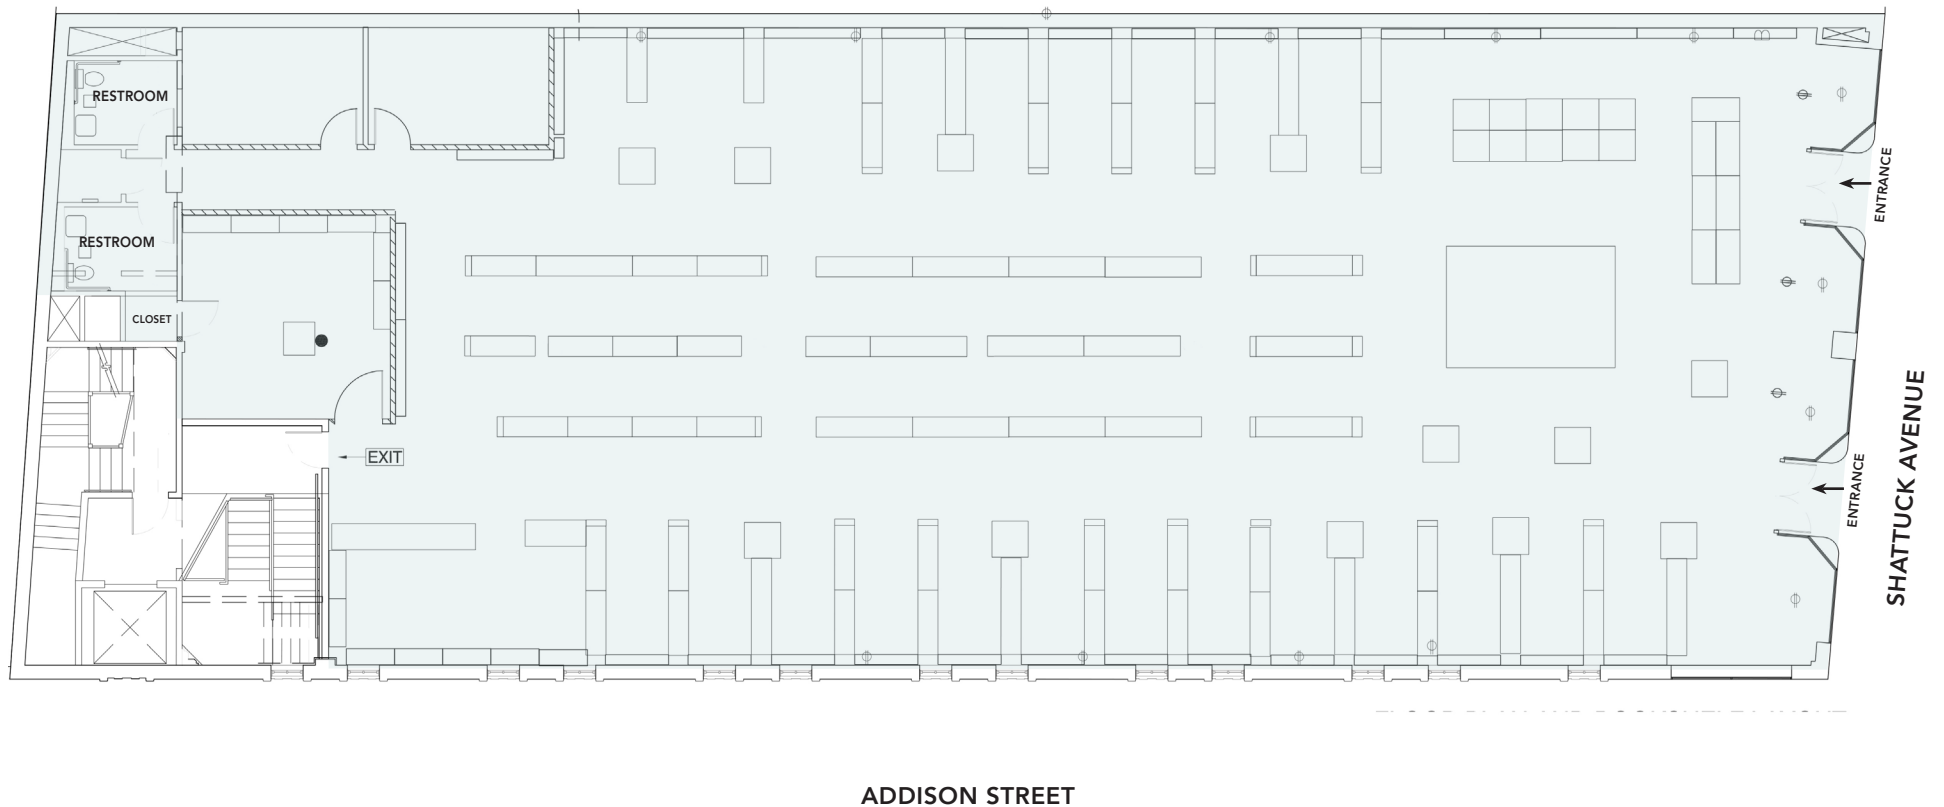 RESTROOM
ENTRANCE
RESTROOM
CLOSET
EXIT
ENTRANCE
SHATTUCK AVENUE
ADDISON STREET